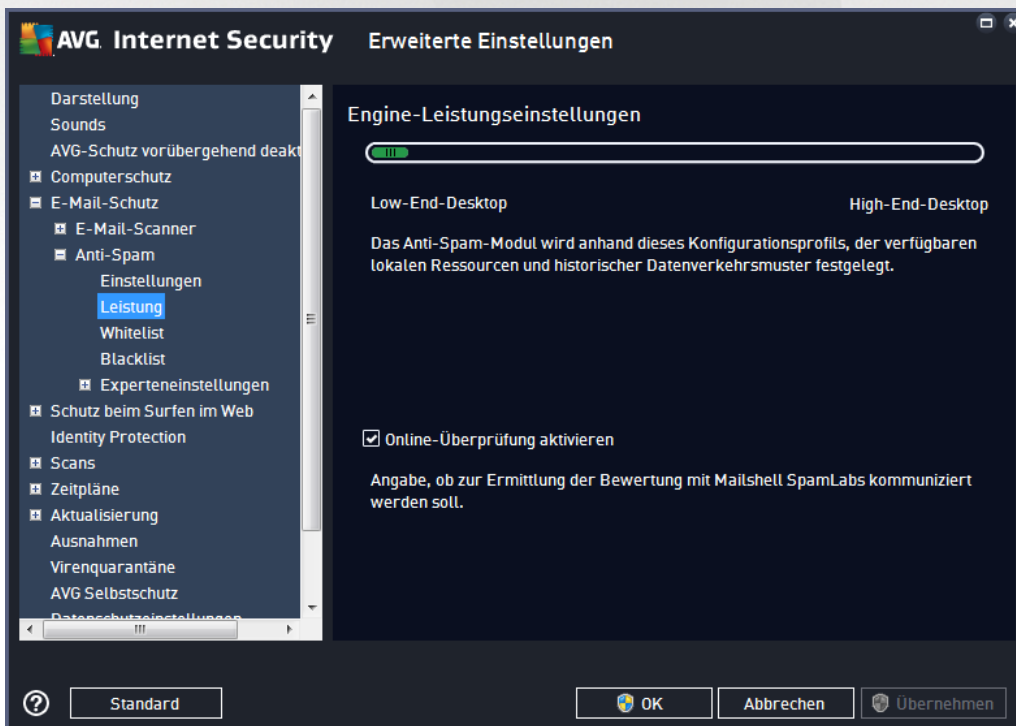 AVG Internet Security Erweiterte Einstellungen
Darstellung
Sounds
AVG-Schutz vorübergehend deakt
Computerschutz
E-Mail-Schutz
E-Mail-Scanner
Anti-Spam
Einstellungen
Leistung
Whitelist
Blacklist
Experteneinstellungen
Schutz beim Surfen im Web
Identity Protection
Scans
Zeitpläne
Aktualisierung
Ausnahmen
Virenquarantäne
AVG Selbstschutz
Datenschutzeinstellungen
Engine-Leistungseinstellungen
Low-End-Desktop High-End-Desktop
Das Anti-Spam-Modul wird anhand dieses Konfigurationsprofils, der verfügbaren
lokalen Ressourcen und historischer Datenverkehrsmuster festgelegt.
Online-Überprüfung aktivieren
Angabe, ob zur Ermittlung der Bewertung mit Mailshell SpamLabs kommuniziert
werden soll.
Standard OK Abbrechen Übernehmen